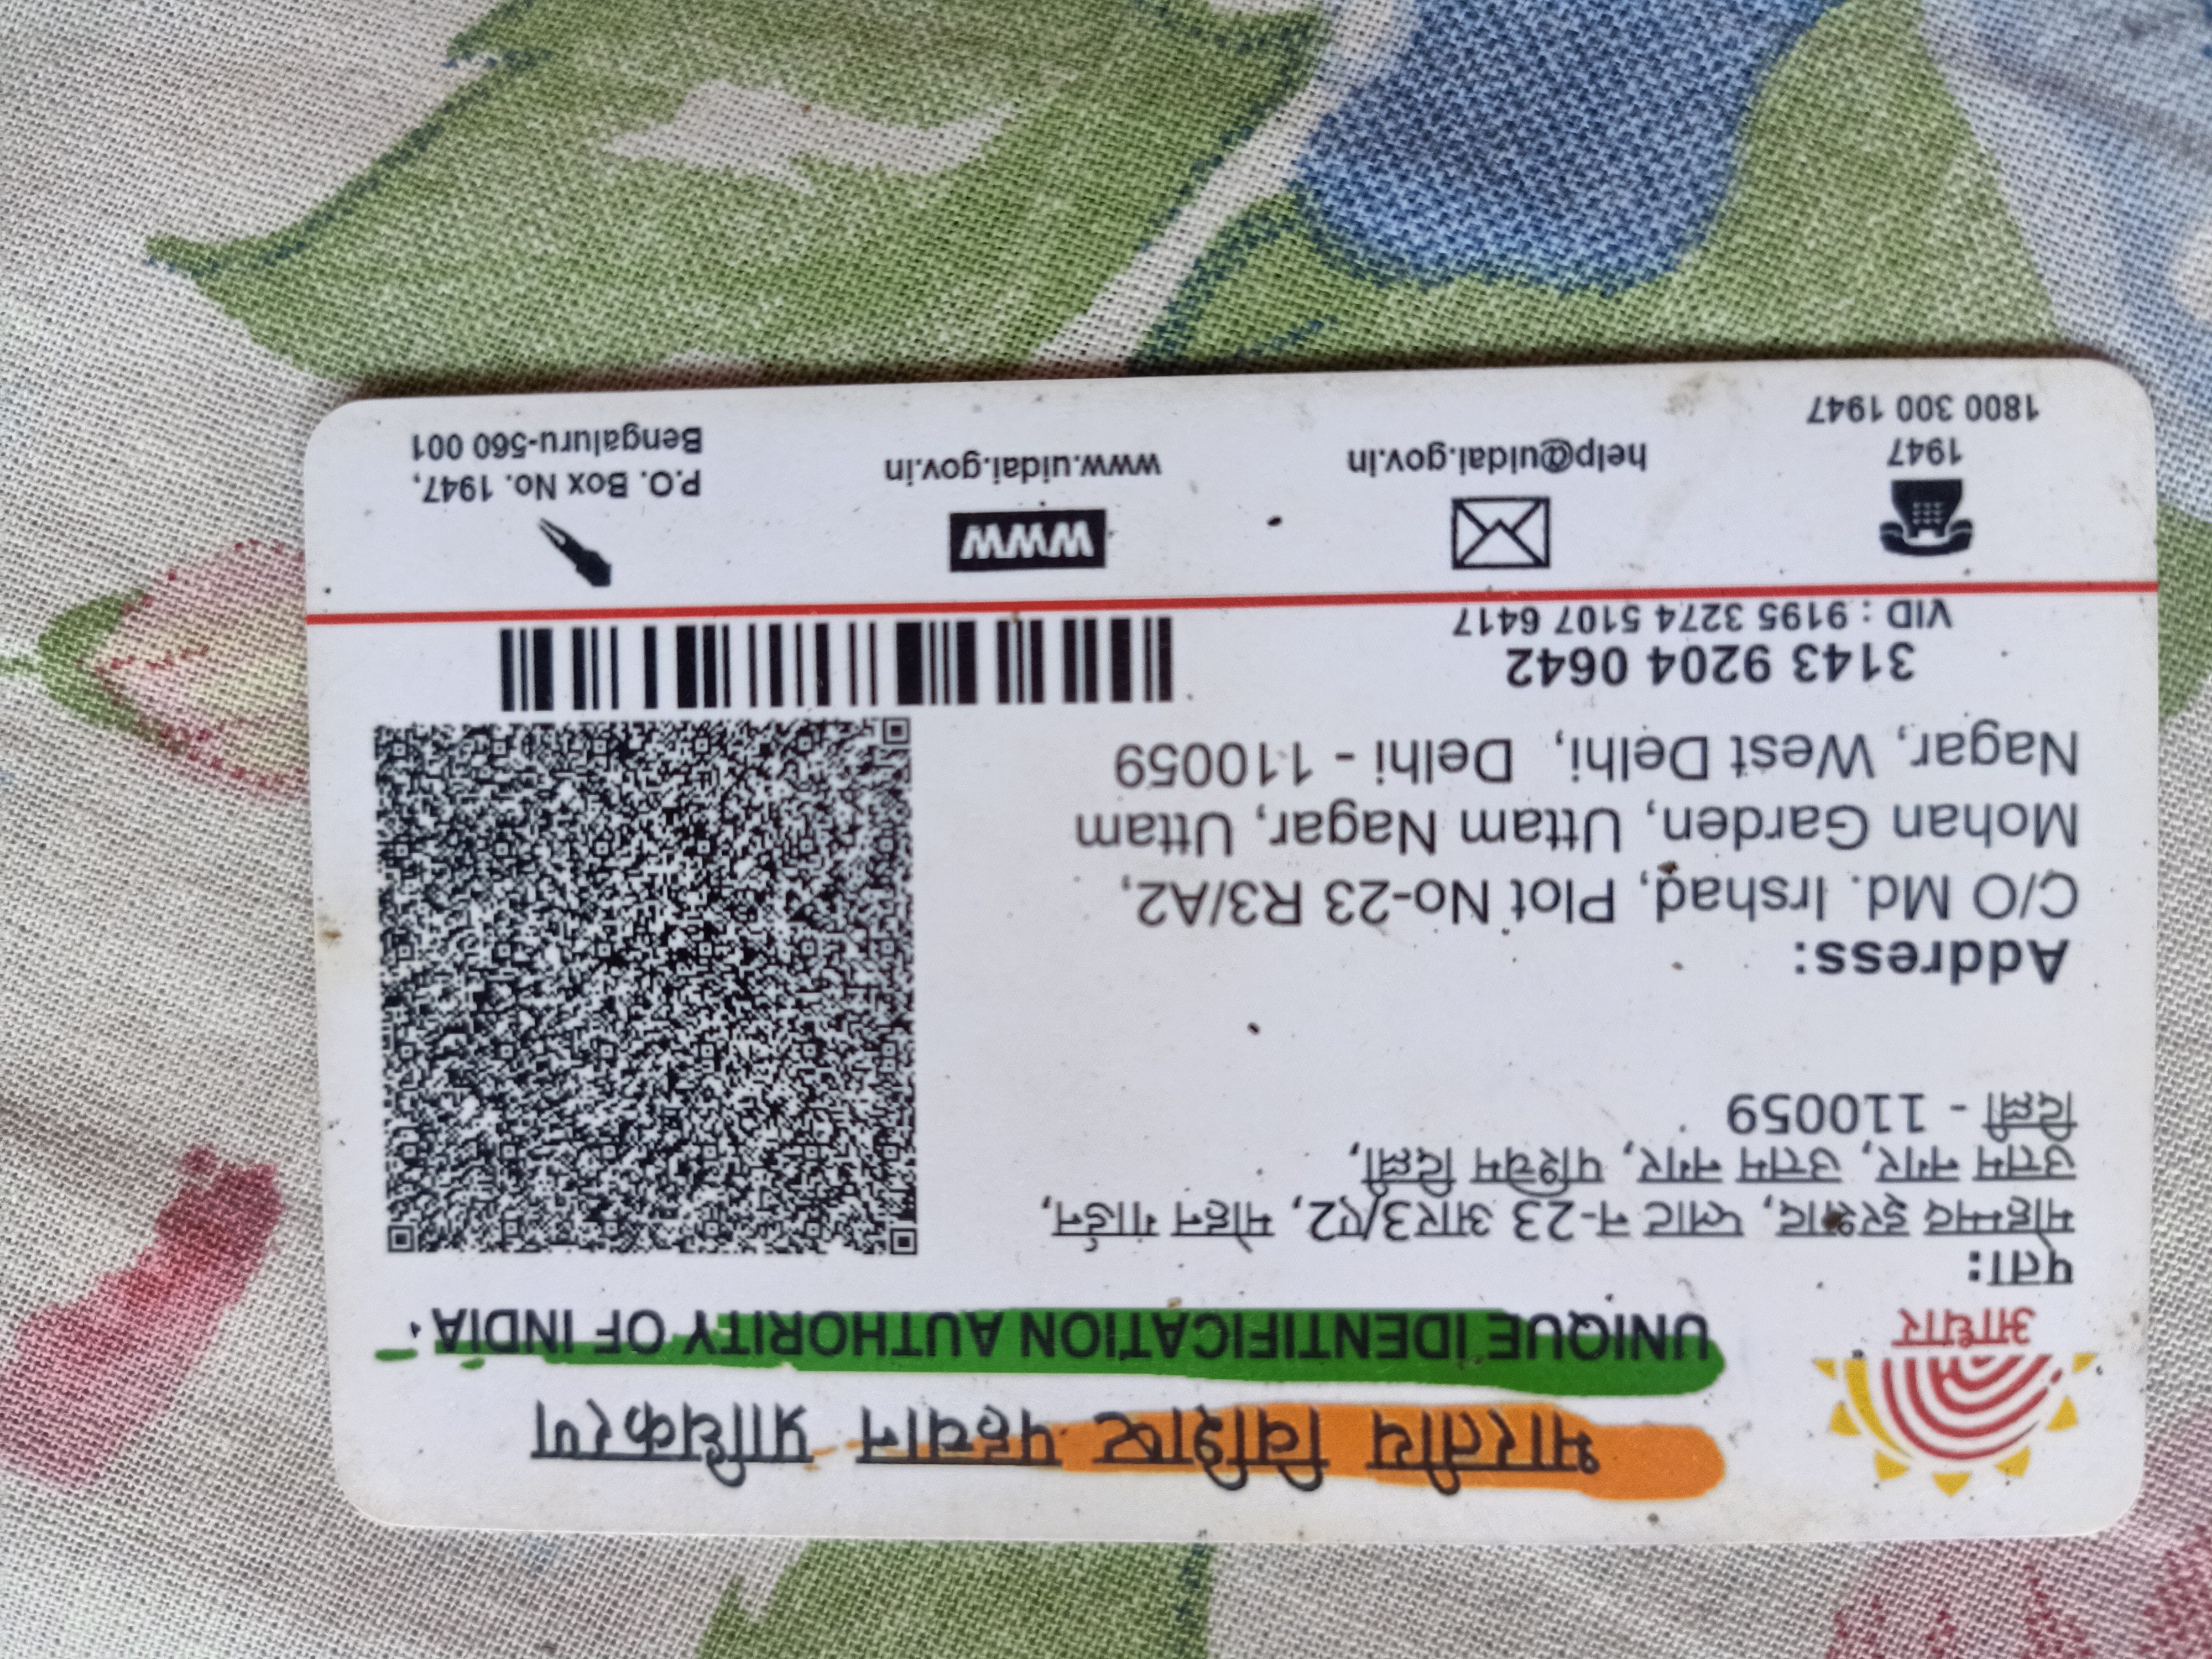 भारतीय विशिष्ट पहचान प्राधिकरण
UNIQUE IDENTIFICATION AUTHORITY OF INDIA
आधार
पता:
मोहम्मद इरशाद, प्लाट न-23 आर3/ए2, मोहन गार्डन,
उत्तम नगर, उत्तम नगर, पश्चिम दिल्ली,
दिल्ली - 110059
Address:
C/O Md. Irshad, Plot No-23 R3/A2,
Mohan Garden, Uttam Nagar, Uttam
Nagar, West Delhi, Delhi - 110059
3143 9204 0642
VID : 9195 3274 5107 6417
1947
1800 300 1947
help@uidai.gov.in
WWW
www.uidai.gov.in
P.O. Box No. 1947,
Bengaluru-560 001